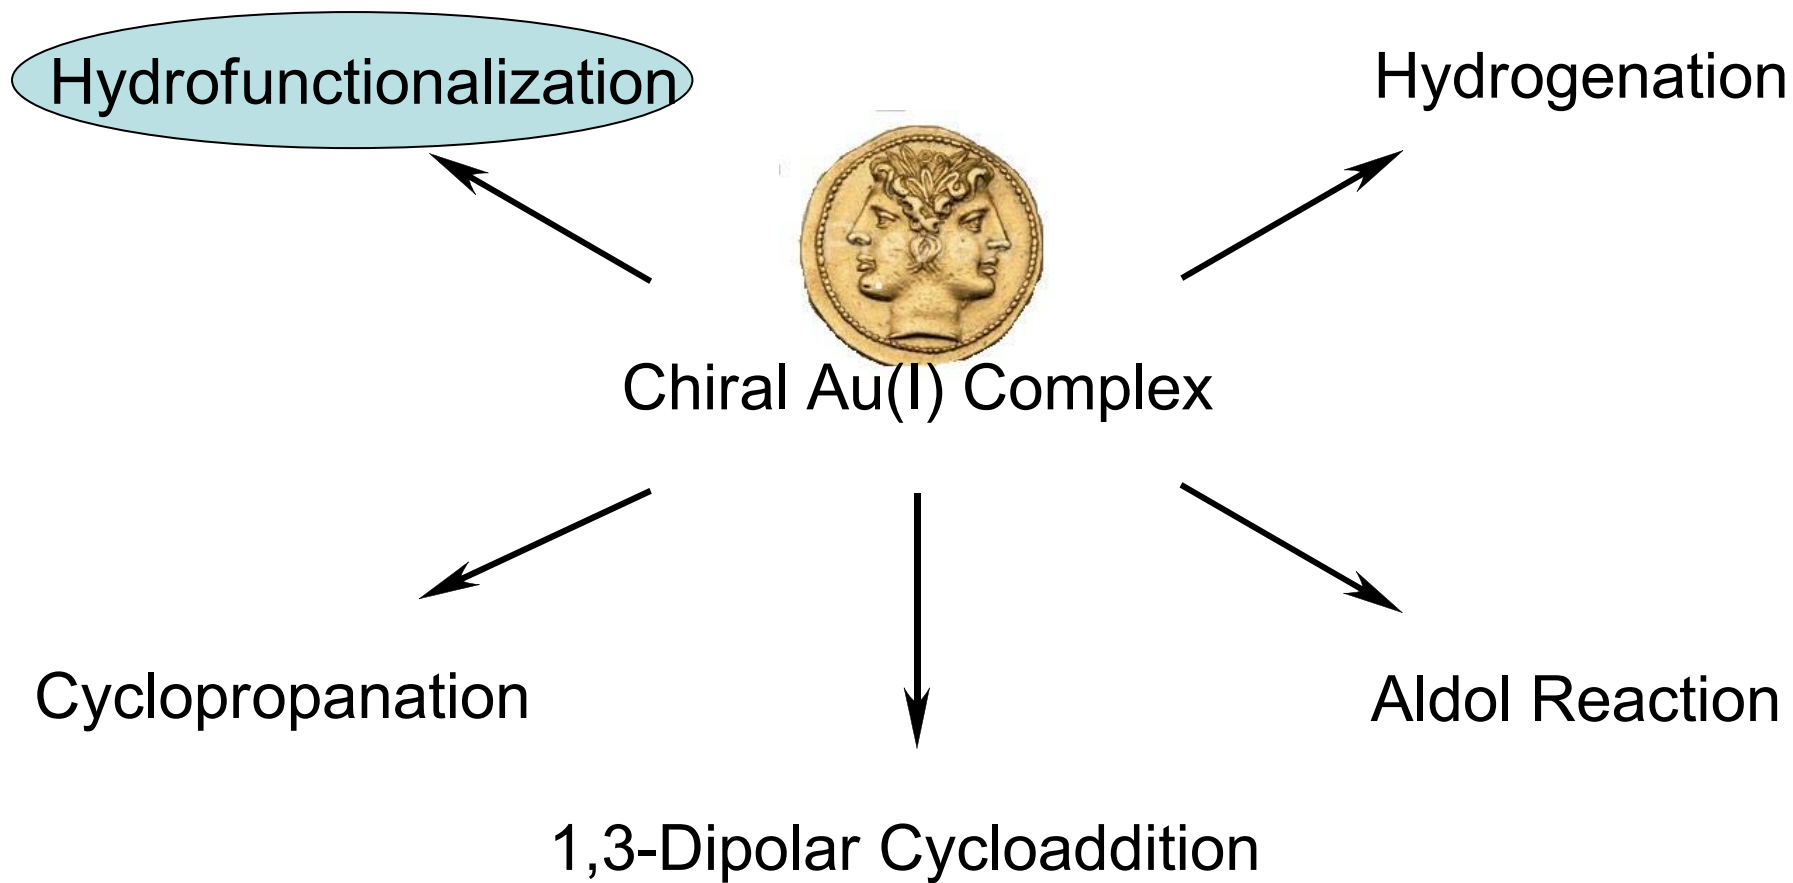 Hydrofunctionalization
Hydrogenation
Chiral Au(I) Complex
Cyclopropanation
Aldol Reaction
1,3-Dipolar Cycloaddition